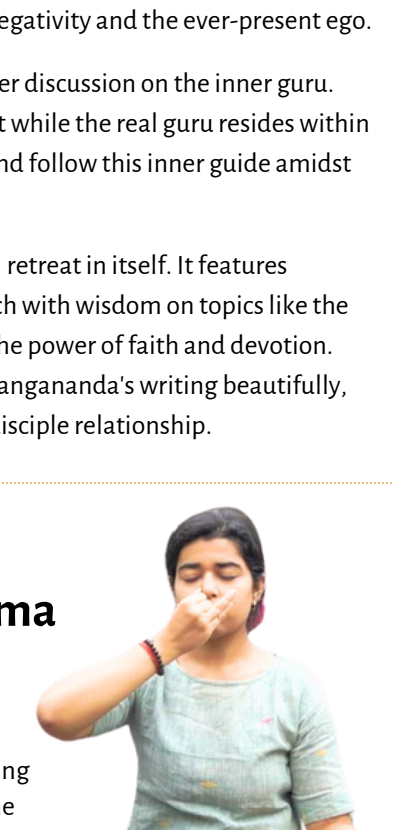 egativity and the ever-present ego.
er discussion on the inner guru.
t while the real guru resides within
nd follow this inner guide amidst
retreat in itself. It features
ch with wisdom on topics like the
he power of faith and devotion.
angananda's writing beautifully,
isciple relationship.
ma
ng
e